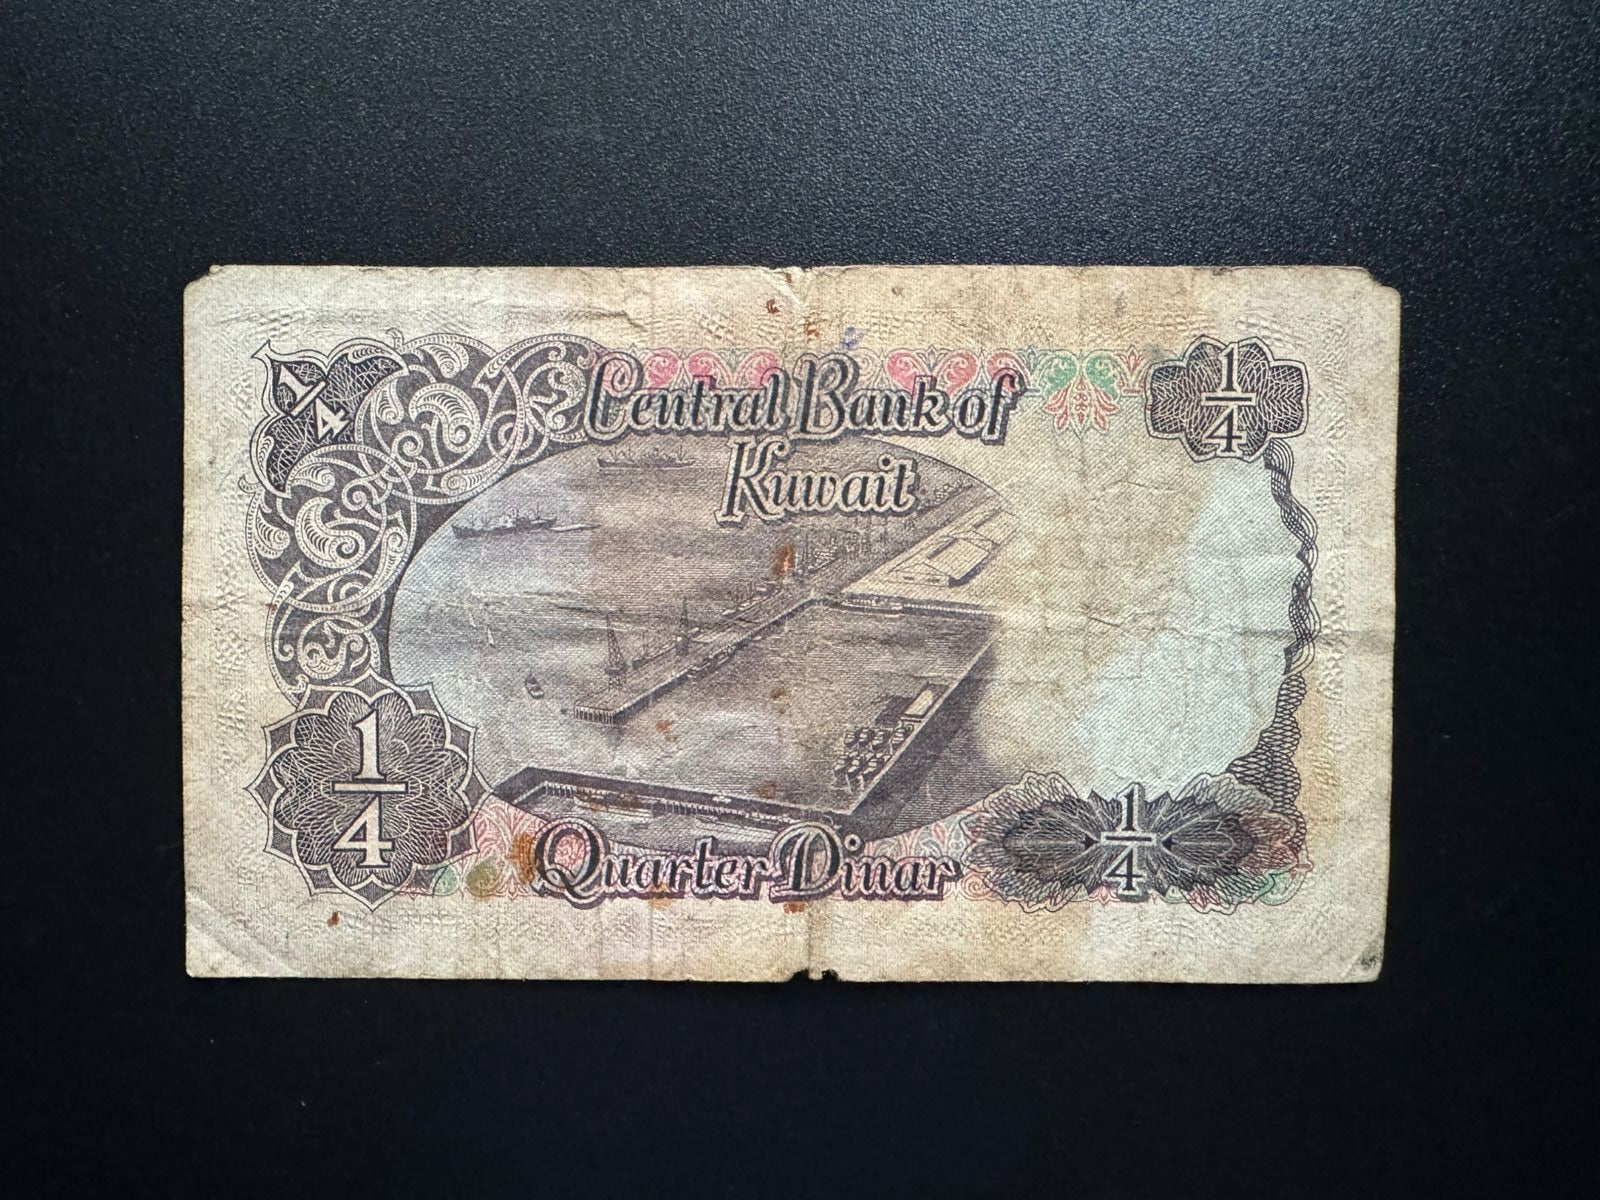 1/4
Central Bank of
1/4
Kuwait
1/4
Quarter Dinar
1/4